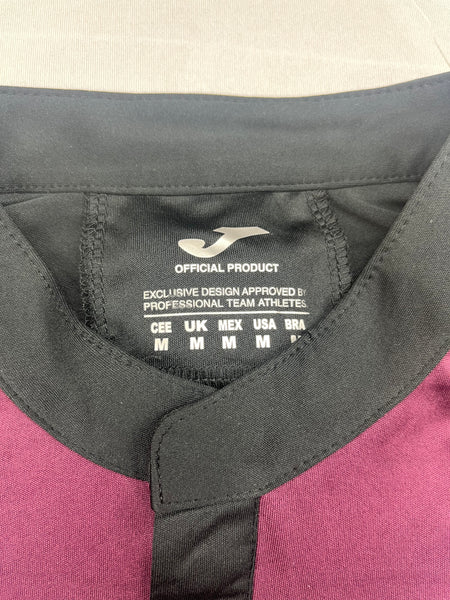 OFFICIAL PRODUCT
EXCLUSIVE DESIGN APPROVED BY
PROFESSIONAL TEAM ATHLETES.
CEE UK MEX USA BRA
M M M M